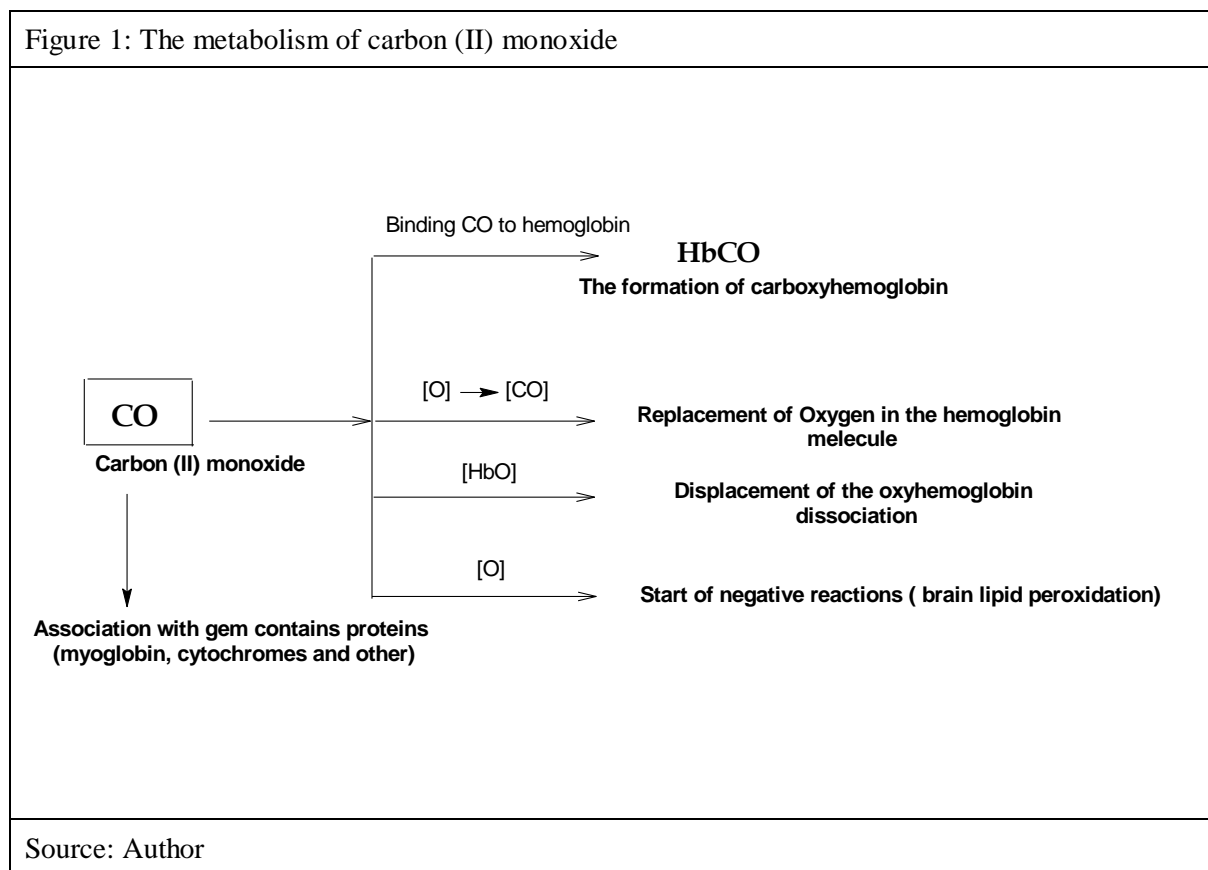 Figure 1: The metabolism of carbon (II) monoxide
Binding CO to hemoglobin
HbCO
The formation of carboxyhemoglobin
[O] → [CO]
CO
Replacement of Oxygen in the hemoglobin
melecule
Carbon (II) monoxide
[HbO]
Displacement of the oxyhemoglobin
dissociation
[O]
Start of negative reactions ( brain lipid peroxidation)
Association with gem contains proteins
(myoglobin, cytochromes and other)
Source: Author